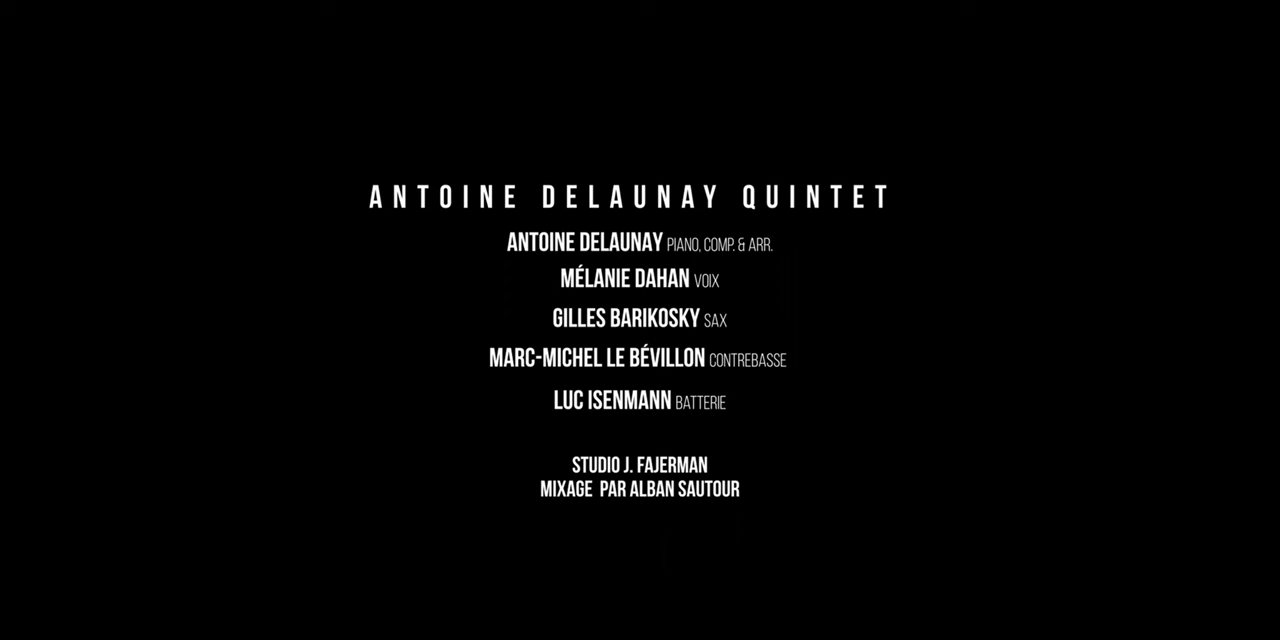 ANTOINE DELAUNAY QUINTET
ANTOINE DELAUNAY PIANO, COMP. & ARR.
MÉLANIE DAHAN VOIX
GILLES BARIKOSKY SAX
MARC-MICHEL LE BÉVILLON CONTREBASSE
LUC ISENMANN BATTERIE
STUDIO J. FAJERMAN
MIXAGE PAR ALBAN SAUTOUR